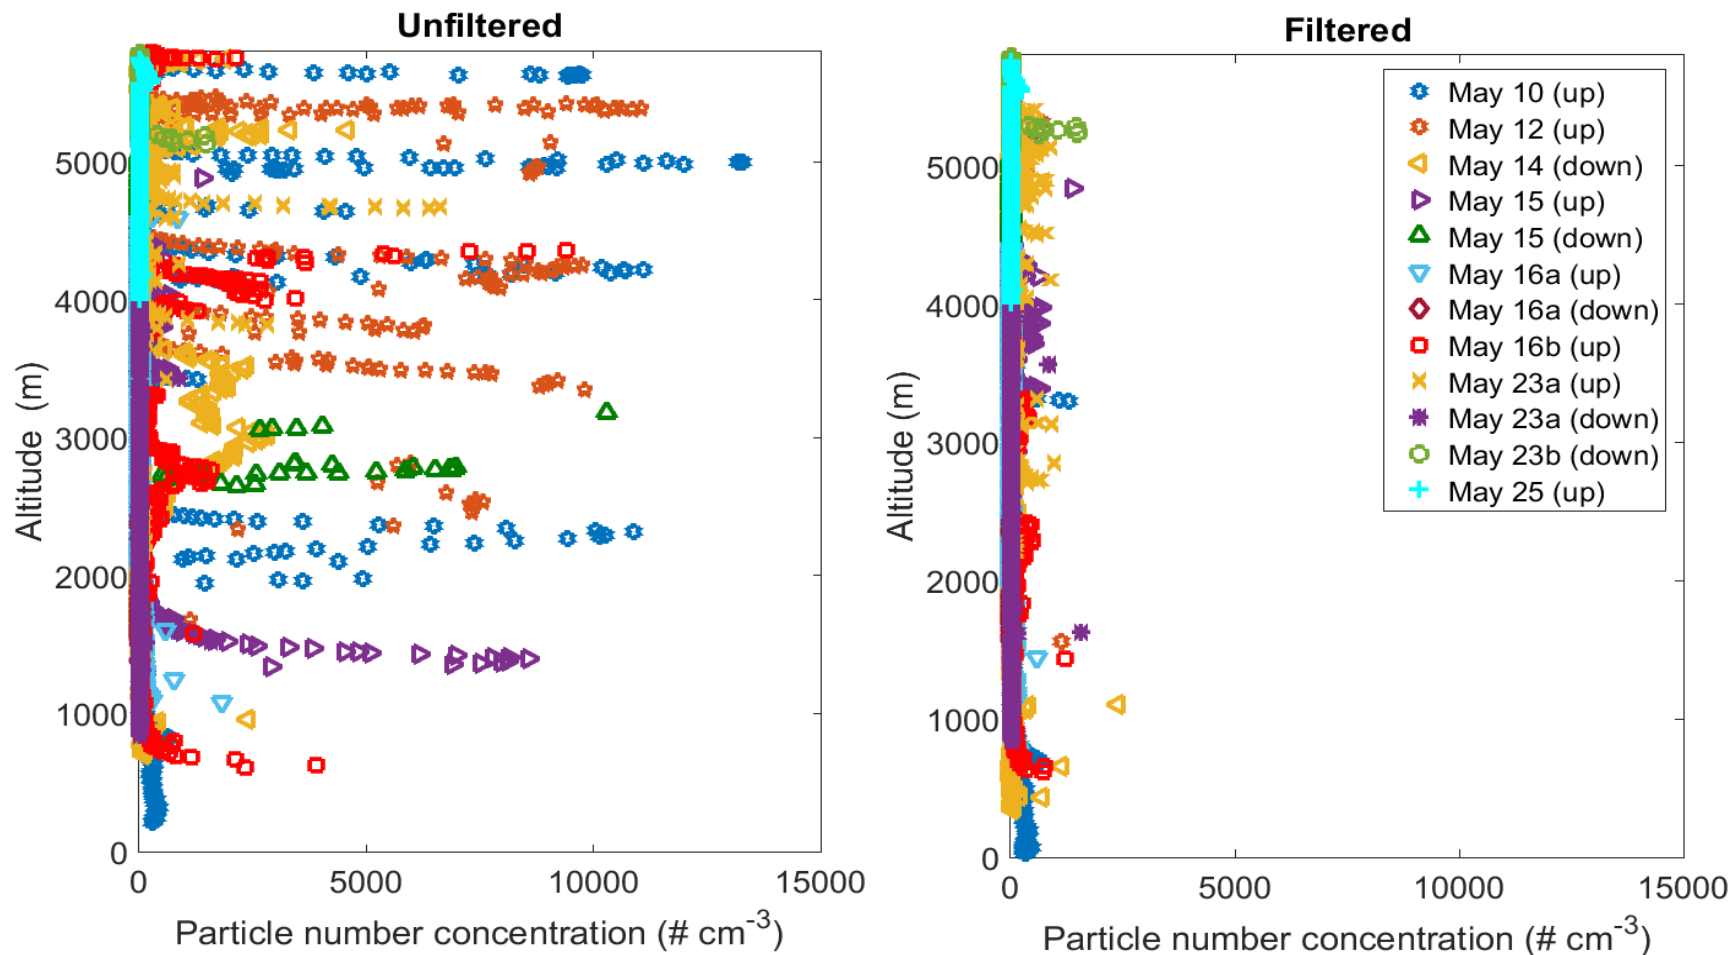 Unfiltered
Altitude (m)
5000
4000
3000
2000
1000
0
0 5000 10000 15000
Particle number concentration (# cm⁻³)
Filtered
Altitude (m)
5000
4000
3000
2000
1000
0
0 5000 10000 15000
Particle number concentration (# cm⁻³)
May 10 (up)
May 12 (up)
May 14 (down)
May 15 (up)
May 15 (down)
May 16a (up)
May 16a (down)
May 16b (up)
May 23a (up)
May 23a (down)
May 23b (down)
May 25 (up)